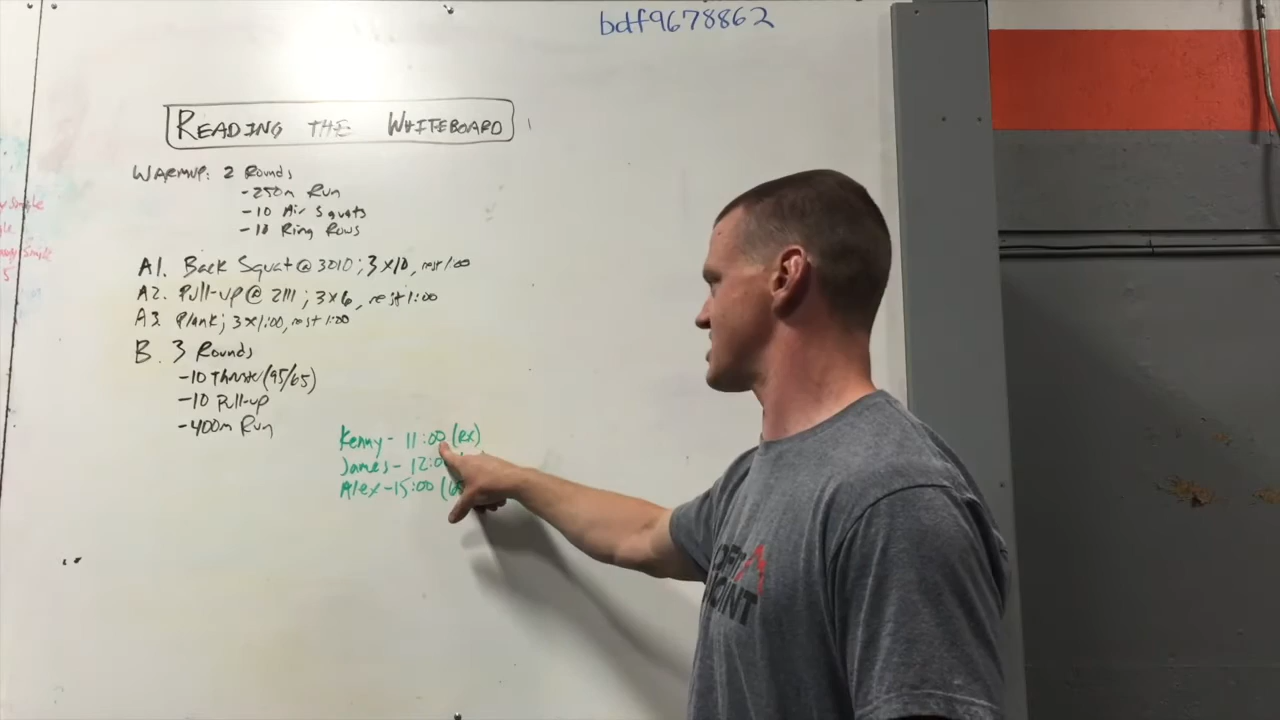 bdf9678862
READING THE WHITEBOARD
WARMUP: 2 Rounds
-250m Run
-10 Air Squats
-10 Ring Rows
A1. Back Squat @ 3010; 3x10, rest 1:00
A2. Pull-up @ 2111; 3x6, rest 1:00
A3. Plank; 3x1:00, rest 1:00
B. 3 Rounds
-10 Thruster (95/65)
-10 Pull-up
-400m Run
Kenny- 11:00 (RX)
James- 12:0
Alex-15:00 (